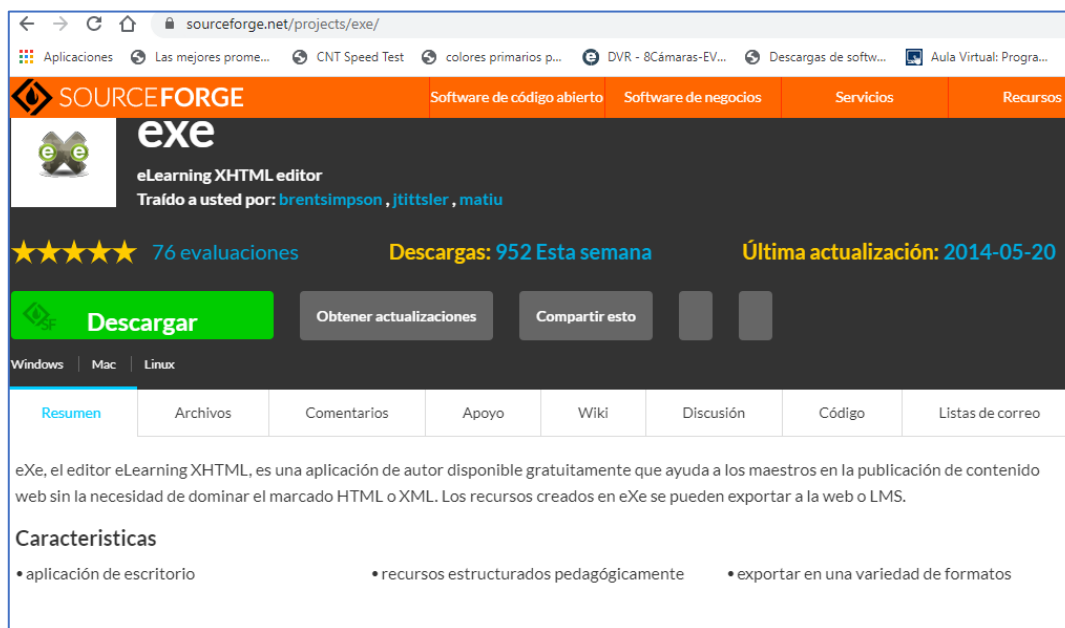 sourceforge.net/projects/exe/
Aplicaciones Las mejores prome... CNT Speed Test colores primarios p... DVR - 8Cámaras-EV... Descargas de softw... Aula Virtual: Progra...
SOURCEFORGE Software de código abierto Software de negocios Servicios Recursos
exe
e e
eLearning XHTML editor
Traído a usted por: brentsimpson , jtittsler , matiu
76 evaluaciones Descargas: 952 Esta semana Última actualización: 2014-05-20
SF Descargar Obtener actualizaciones Compartir esto
Windows Mac Linux
Resumen Archivos Comentarios Apoyo Wiki Discusión Código Listas de correo
eXe, el editor eLearning XHTML, es una aplicación de autor disponible gratuitamente que ayuda a los maestros en la publicación de contenido
web sin la necesidad de dominar el marcado HTML o XML. Los recursos creados en eXe se pueden exportar a la web o LMS.
Caracteristicas
• aplicación de escritorio • recursos estructurados pedagógicamente • exportar en una variedad de formatos